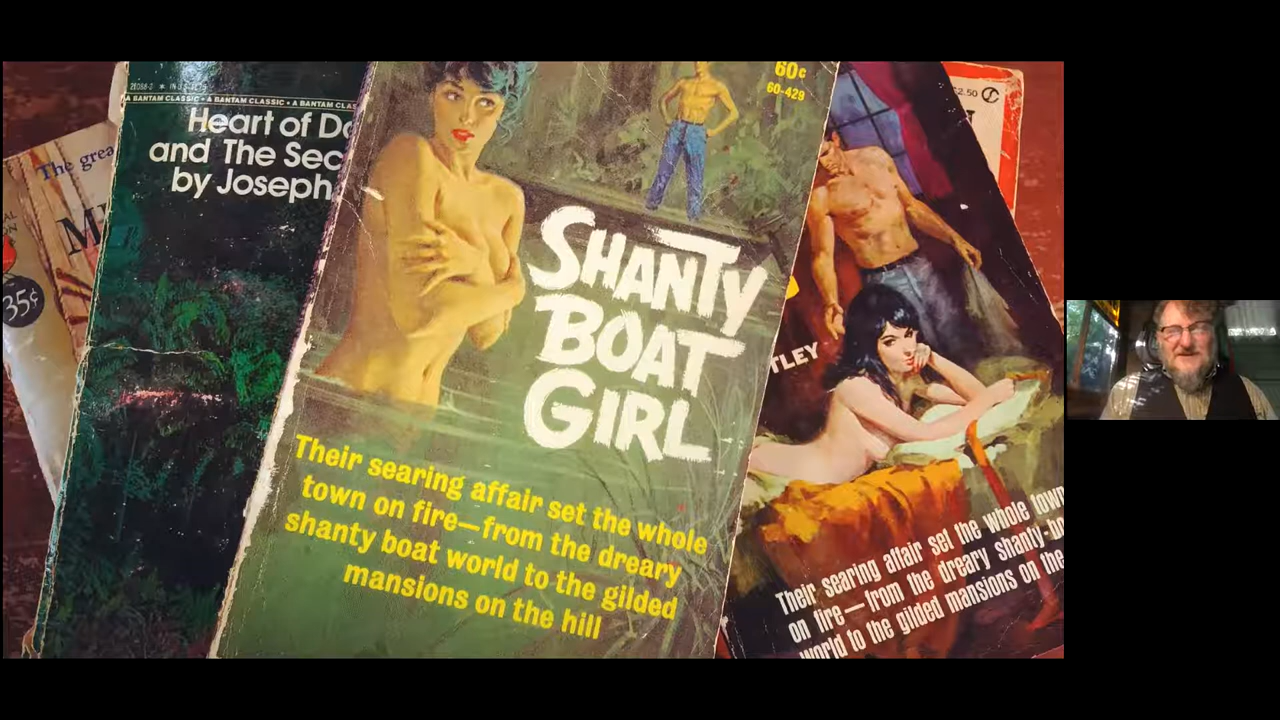 The grea
35¢
A BANTAM CLASSIC • A BANTAM CLASSIC • A BANTAM CLAS
Heart of Da
and The Sec
by Joseph
60¢
60-429
SHANTY
BOAT
GIRL
Their searing affair set the whole
town on fire—from the dreary
shanty boat world to the gilded
mansions on the hill
2.50
TLEY
Their searing affair set the whole town
on fire—from the dreary shanty-bo
world to the gilded mansions on the